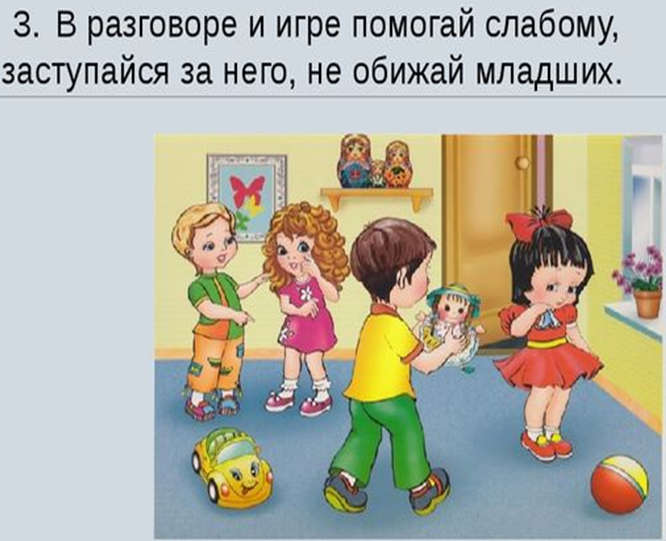 3. В разговоре и игре помогай слабому,
заступайся за него, не обижай младших.